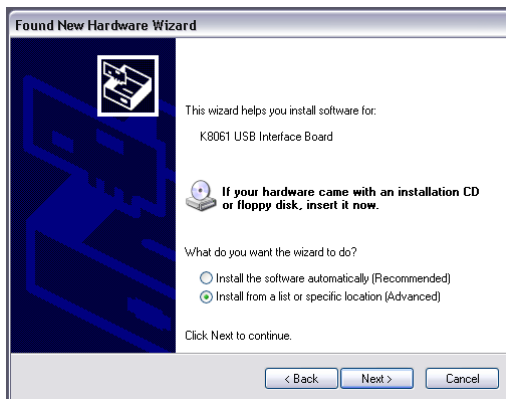 Found New Hardware Wizard
This wizard helps you install software for:
K8061 USB Interface Board
If your hardware came with an installation CD
or floppy disk, insert it now.
What do you want the wizard to do?
Install the software automatically (Recommended)
Install from a list or specific location (Advanced)
Click Next to continue.
< Back Next > Cancel